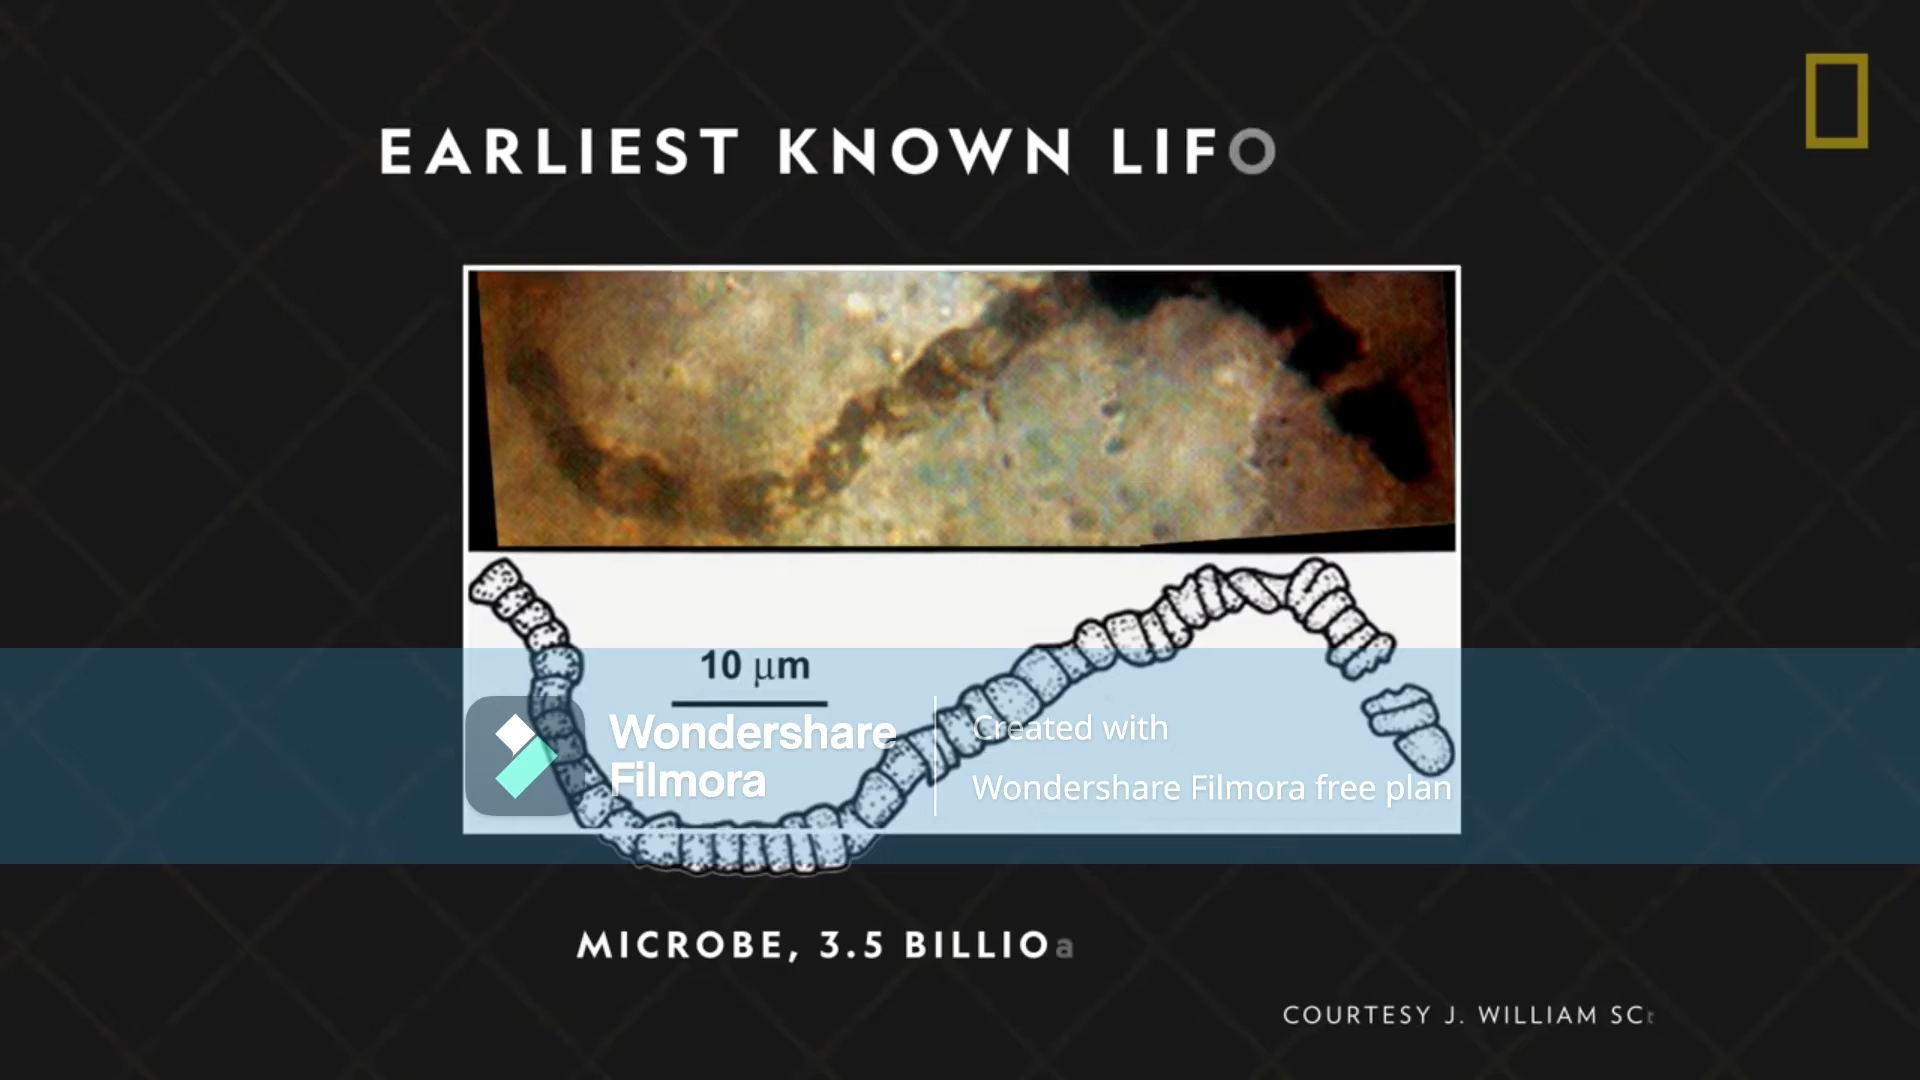 EARLIEST KNOWN LIFO
10 μm
Wondershare
Filmora
Created with
Wondershare Filmora free plan
MICROBE, 3.5 BILLIOa
COURTESY J. WILLIAM SCt